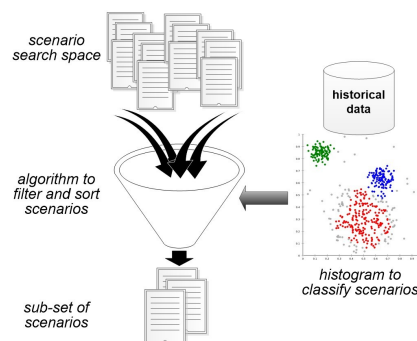 scenario
search space
historical
data
algorithm to
filter and sort
scenarios
histogram to
classify scenarios
sub-set of
scenarios